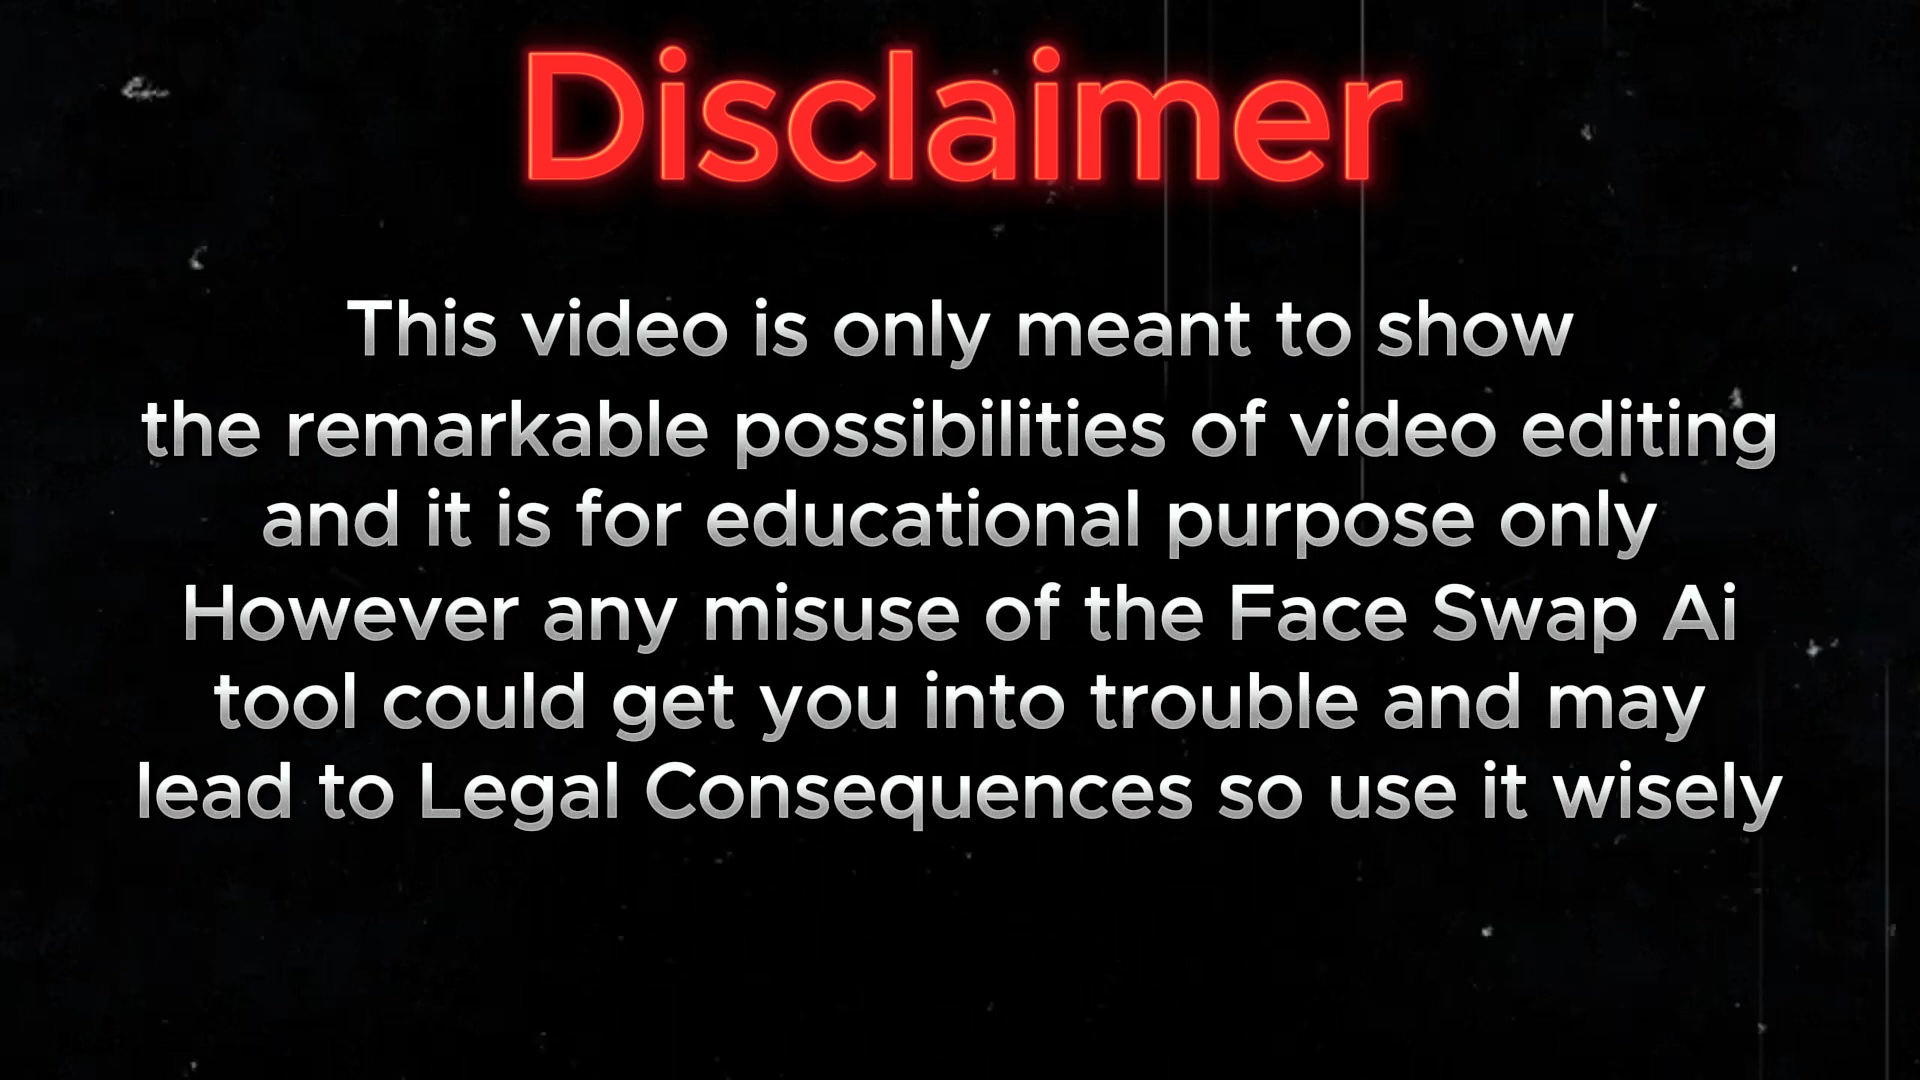 Disclaimer
This video is only meant to show
the remarkable possibilities of video editing
and it is for educational purpose only
However any misuse of the Face Swap Ai
tool could get you into trouble and may
lead to Legal Consequences so use it wisely